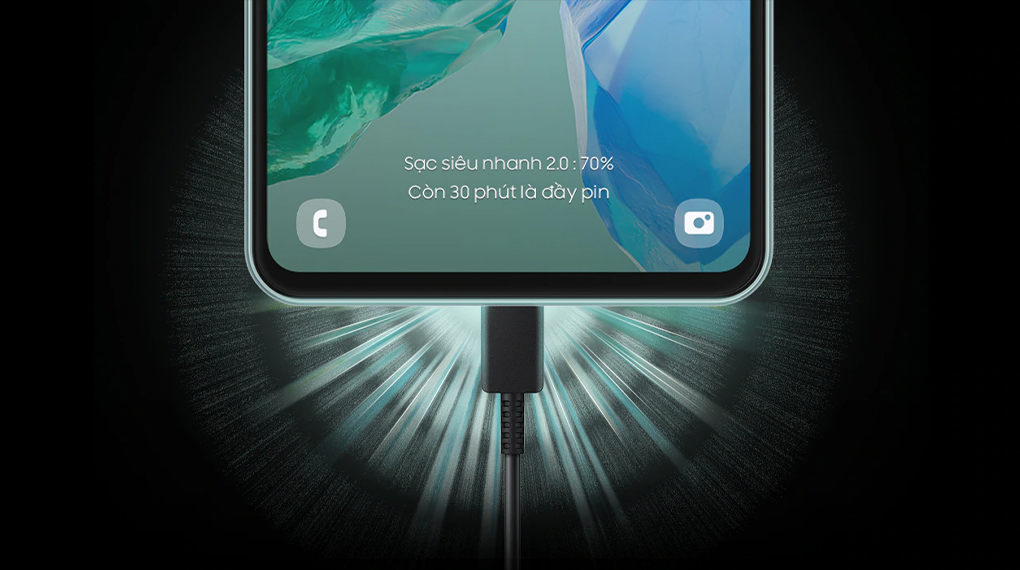 Sạc siêu nhanh 2.0 : 70%
Còn 30 phút là đầy pin